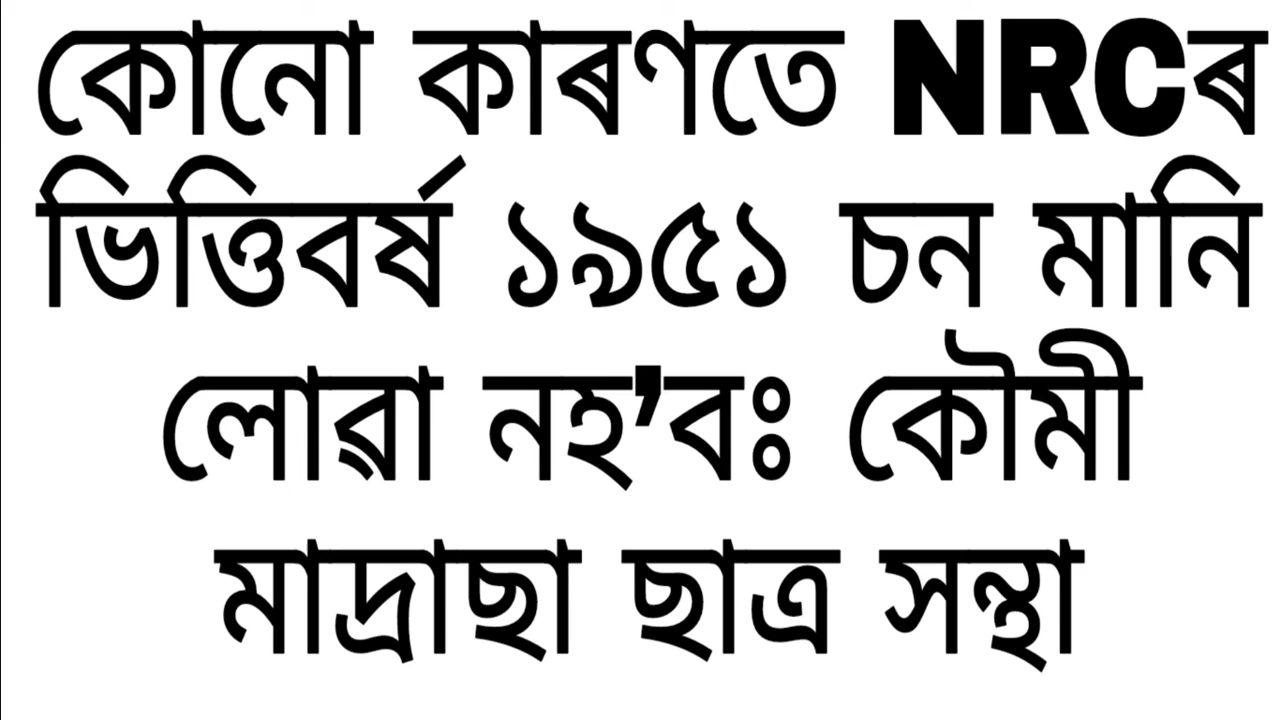 কোনো কাৰণতে NRCৰ
ভিত্তিবৰ্ষ ১৯৫১ চন মানি
লোৱা নহ’বঃ কৌমী
মাদ্ৰাছা ছাত্ৰ সন্থা